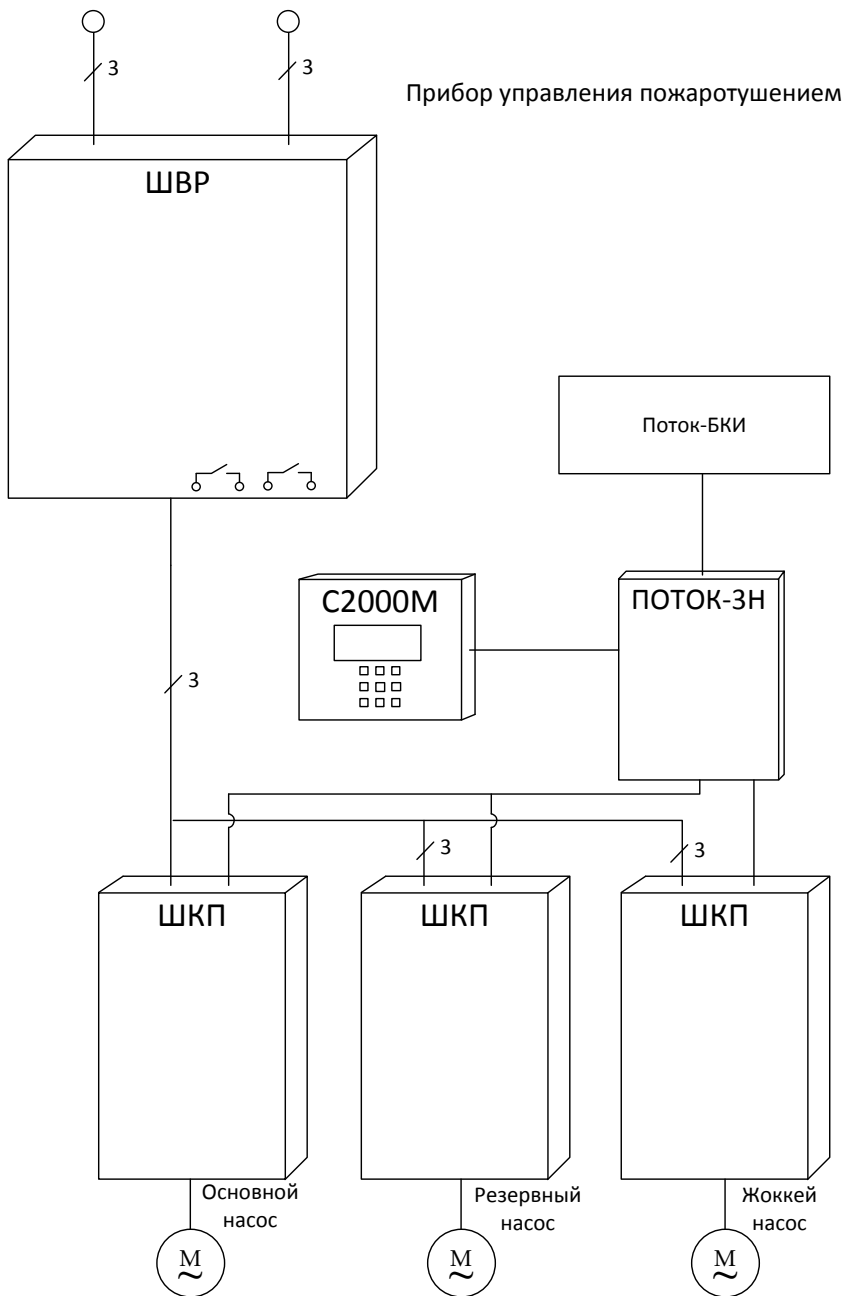 3
3
Прибор управления пожаротушением
ШВР
Поток-БКИ
С2000М
ПОТОК-3Н
3
3
3
ШКП
ШКП
ШКП
Основной
насос
Резервный
насос
Жоккей
насос
М
~
М
~
М
~